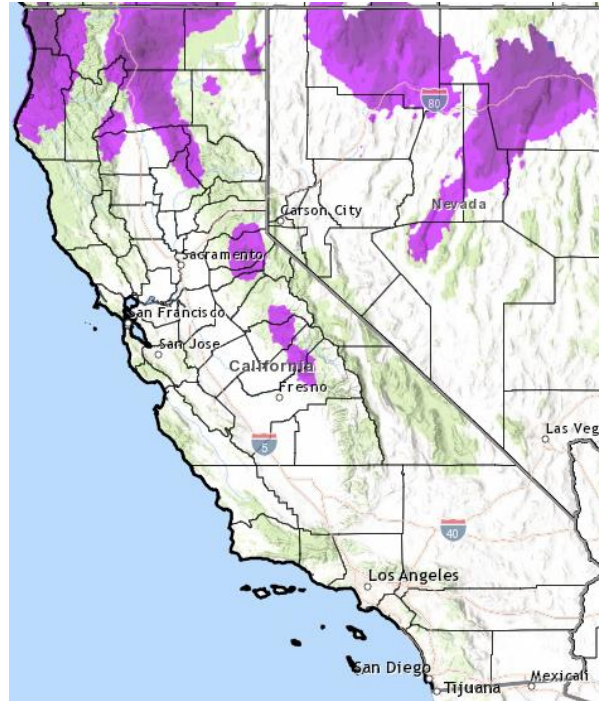 80
Carson City
Nevada
Sacramento
San Francisco
San Jose
California
Fresno
5
Las Veg
40
Los Angeles
San Diego
Tijuana
Mexicali